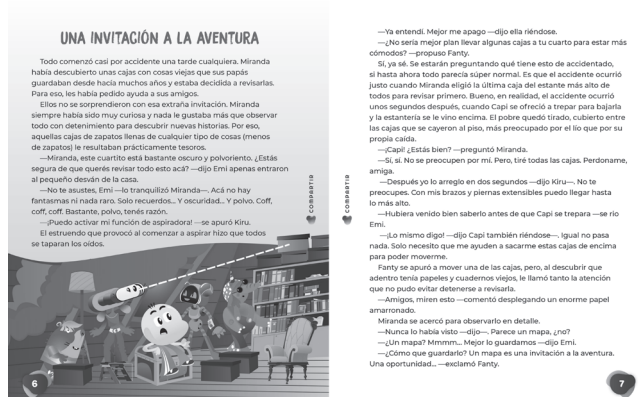 UNA INVITACIÓN A LA AVENTURA
Todo comenzó casi por accidente una tarde cualquiera. Miranda
había descubierto unas cajas con cosas viejas que sus papás
guardaban desde hacía muchos años y estaba decidida a revisarlas.
Para eso, les había pedido ayuda a sus amigos.
Ellos no se sorprendieron con esa extraña invitación. Miranda
siempre había sido muy curiosa y nada le gustaba más que observar
todo con detenimiento para descubrir nuevas historias. Por eso,
aquellas cajas de zapatos llenas de cualquier tipo de cosas (menos
de zapatos) le resultaban prácticamente tesoros.
—Miranda, este cuartito está bastante oscuro y polvoriento. ¿Estás
segura de que querés revisar todo esto acá? —dijo Emi apenas entraron
al pequeño desván de la casa.
—No te asustes, Emi —lo tranquilizó Miranda—. Acá no hay
fantasmas ni nada raro. Solo recuerdos... Y oscuridad... Y polvo. Coff,
coff, coff. Bastante polvo, tenés razón.
—¡Puedo activar mi función de aspiradora! —se apuró Kiru.
El estruendo que provocó al comenzar a aspirar hizo que todos
se taparan los oídos.
COMPARTIR
6
COMPARTIR
—Ya entendí. Mejor me apago —dijo ella riéndose.
—¿No sería mejor plan llevar algunas cajas a tu cuarto para estar más
cómodos? —propuso Fanty.
Sí, ya sé. Se estarán preguntando qué tiene esto de accidentado,
si hasta ahora todo parecía súper normal. Es que el accidente ocurrió
justo cuando Miranda eligió la última caja del estante más alto de
todos para revisar primero. Bueno, en realidad, el accidente ocurrió
unos segundos después, cuando Capi se ofreció a trepar para bajarla
y la estantería se le vino encima. El pobre quedó tirado, cubierto entre
las cajas que se cayeron al piso, más preocupado por el lío que por su
propia caída.
—¡Capi! ¿Estás bien? —preguntó Miranda.
—Sí, sí. No se preocupen por mí. Pero, tiré todas las cajas. Perdoname,
amiga.
—Después yo lo arreglo en dos segundos —dijo Kiru—. No te
preocupes. Con mis brazos y piernas extensibles puedo llegar hasta
lo más alto.
—Hubiera venido bien saberlo antes de que Capi se trepara —se rio
Emi.
—¡Lo mismo digo! —dijo Capi también riéndose—. Igual no pasa
nada. Solo necesito que me ayuden a sacarme estas cajas de encima
para poder moverme.
Fanty se apuró a mover una de las cajas, pero, al descubrir que
adentro tenía papeles y cuadernos viejos, le llamó tanto la atención
que no pudo evitar detenerse a revisarla.
—Amigos, miren esto —comentó desplegando un enorme papel
amarronado.
Miranda se acercó para observarlo en detalle.
—Nunca lo había visto —dijo—. Parece un mapa, ¿no?
—¿Un mapa? Mmmm... Mejor lo guardamos —dijo Emi.
—¿Cómo que guardarlo? Un mapa es una invitación a la aventura.
Una oportunidad... —exclamó Fanty.
7